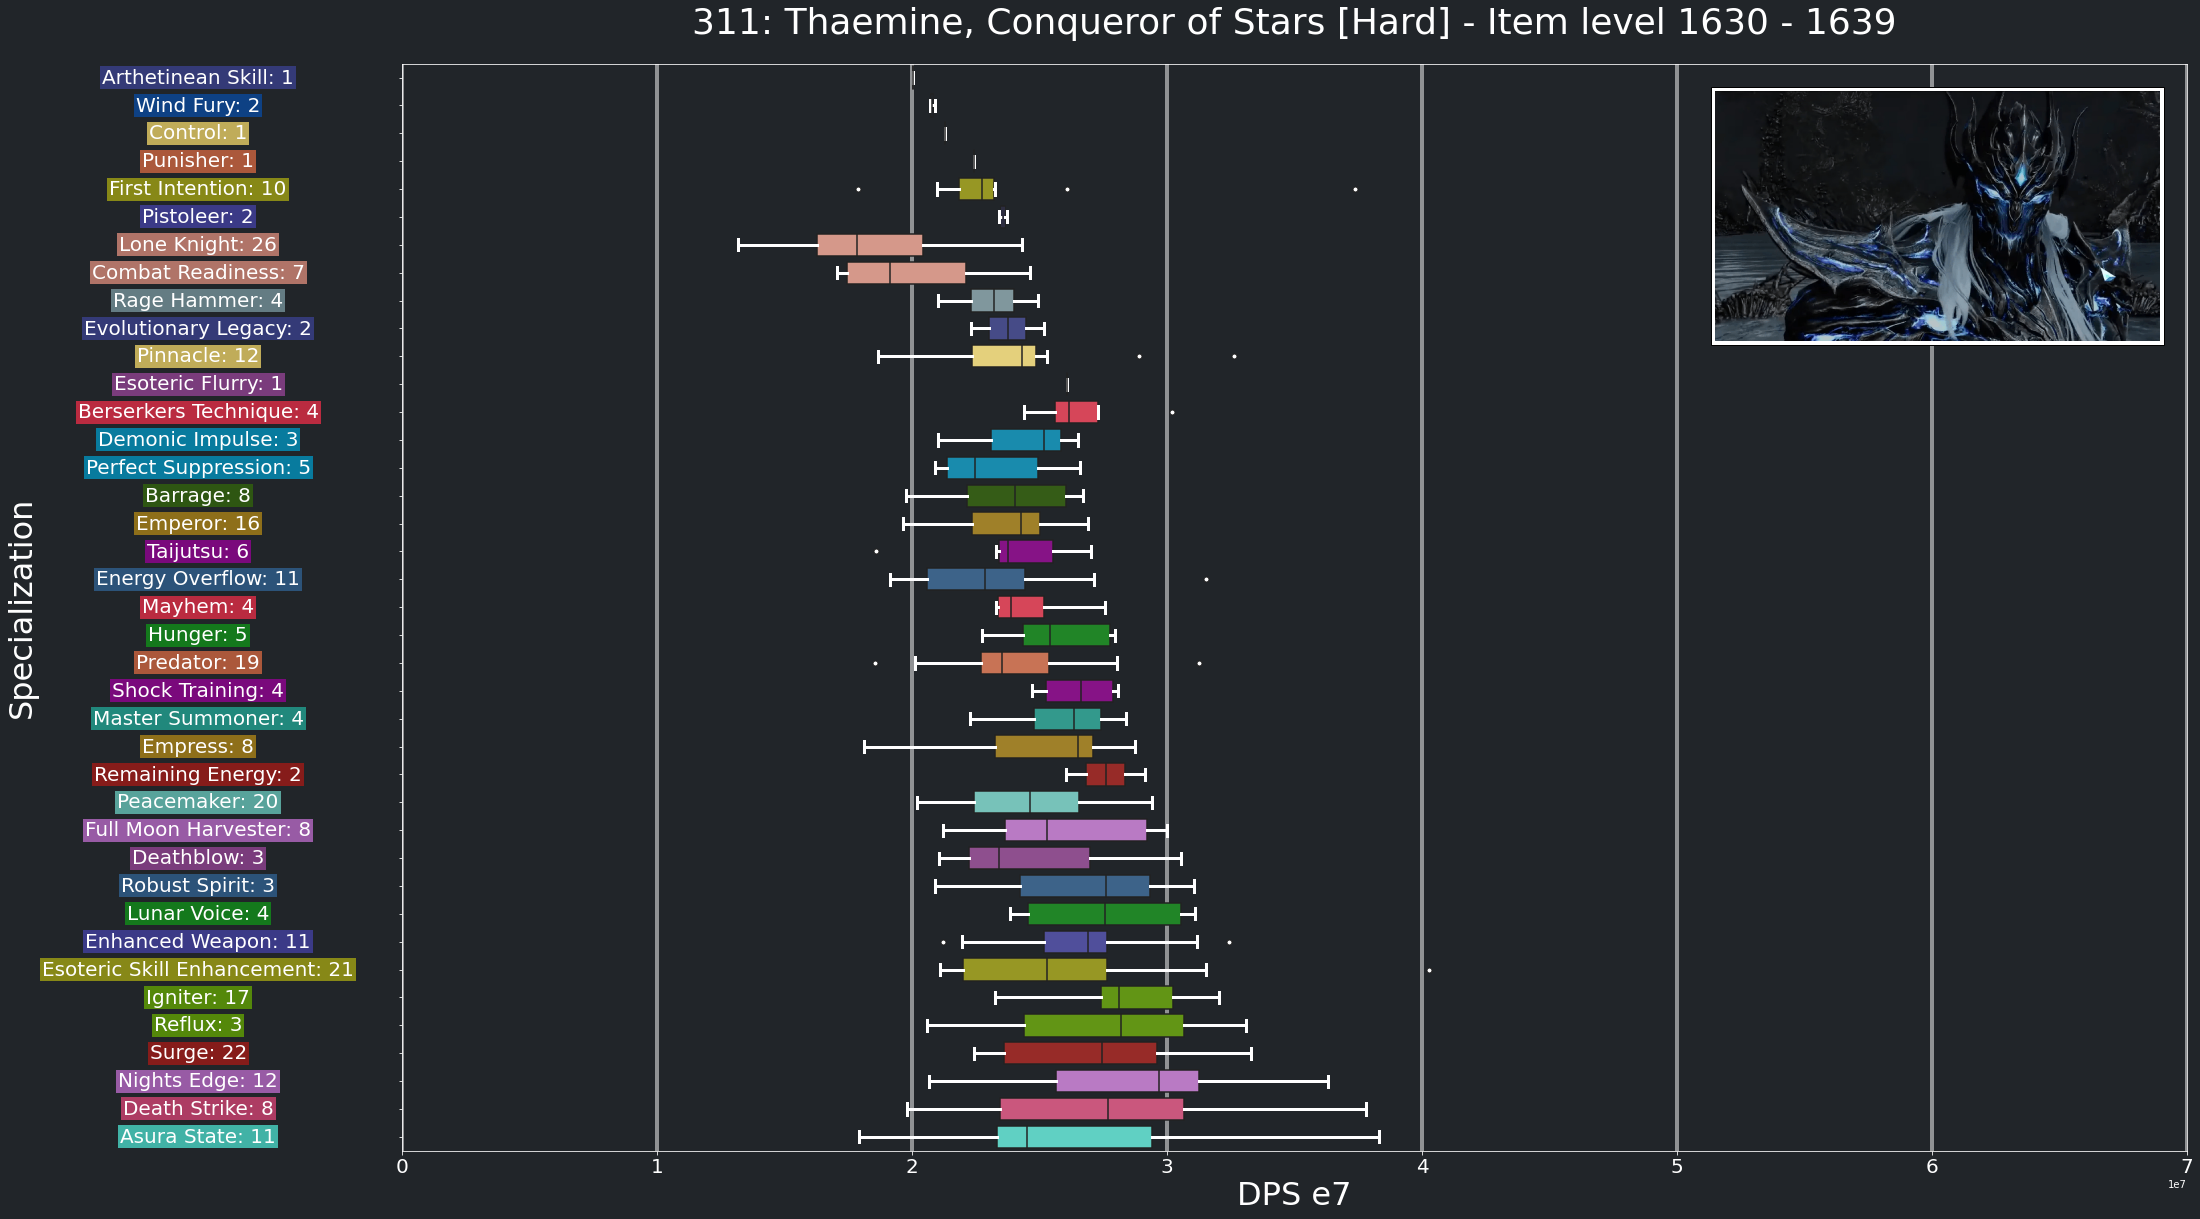 311: Thaemine, Conqueror of Stars [Hard] - Item level 1630 - 1639
Specialization
Arthetinean Skill: 1
Wind Fury: 2
Control: 1
Punisher: 1
First Intention: 10
Pistoleer: 2
Lone Knight: 26
Combat Readiness: 7
Rage Hammer: 4
Evolutionary Legacy: 2
Pinnacle: 12
Esoteric Flurry: 1
Berserkers Technique: 4
Demonic Impulse: 3
Perfect Suppression: 5
Barrage: 8
Emperor: 16
Taijutsu: 6
Energy Overflow: 11
Mayhem: 4
Hunger: 5
Predator: 19
Shock Training: 4
Master Summoner: 4
Empress: 8
Remaining Energy: 2
Peacemaker: 20
Full Moon Harvester: 8
Deathblow: 3
Robust Spirit: 3
Lunar Voice: 4
Enhanced Weapon: 11
Esoteric Skill Enhancement: 21
Igniter: 17
Reflux: 3
Surge: 22
Nights Edge: 12
Death Strike: 8
Asura State: 11
0 1 2 3 4 5 6 7
1e7
DPS e7